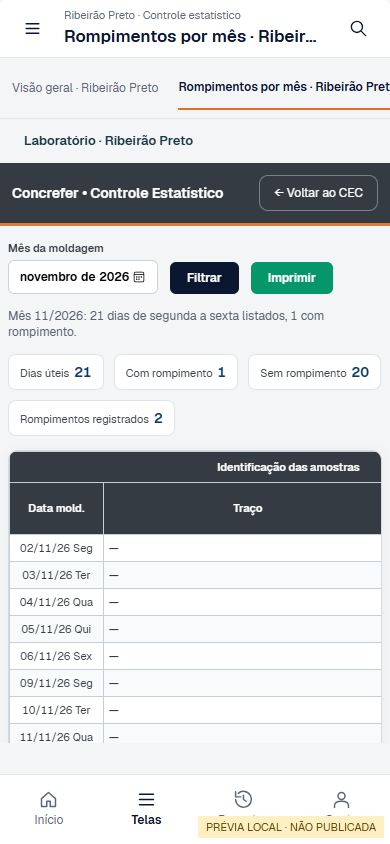 Ribeirão Preto · Controle estatístico
Rompimentos por mês · Ribeir...
Visão geral · Ribeirão Preto
Rompimentos por mês · Ribeirão Pret
Laboratório · Ribeirão Preto
Concrefer • Controle Estatístico
← Voltar ao CEC
Mês da moldagem
novembro de 2026
Filtrar
Imprimir
Mês 11/2026: 21 dias de segunda a sexta listados, 1 com
rompimento.
Dias úteis 21
Com rompimento 1
Sem rompimento 20
Rompimentos registrados 2
Identificação das amostras
Data mold.
Traço
02/11/26 Seg —
03/11/26 Ter —
04/11/26 Qua —
05/11/26 Qui —
06/11/26 Sex —
09/11/26 Seg —
10/11/26 Ter —
11/11/26 Qua —
Início
Telas
PRÉVIA LOCAL · NÃO PUBLICADA